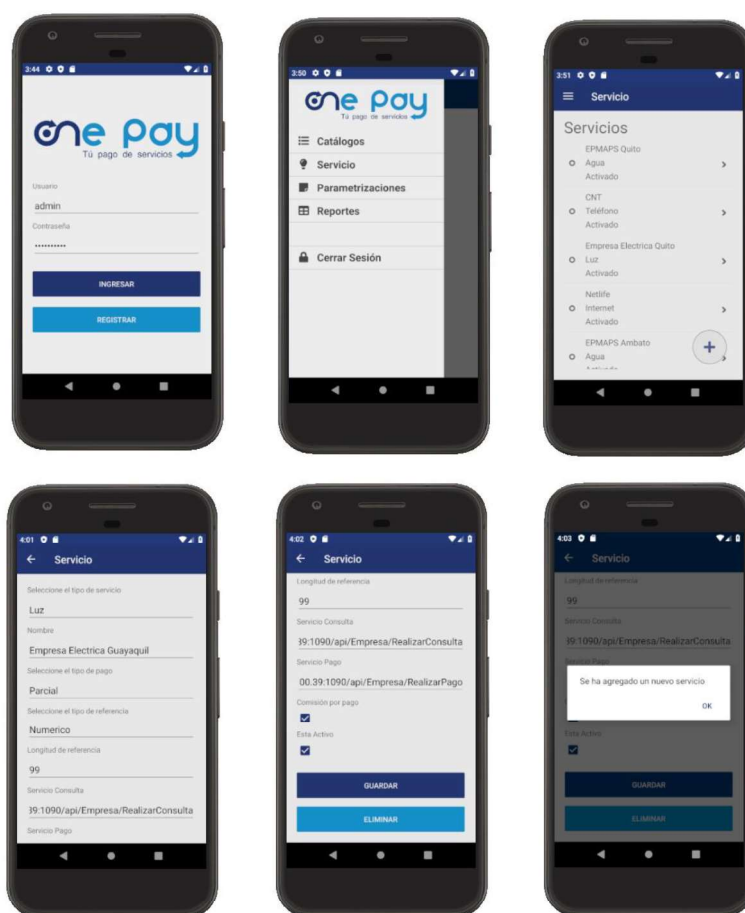 3:44
One Pay
Tú pago de servicios
Usuario
admin
Contraseña
INGRESAR
REGISTRAR
3:50
One Pay
Tú pago de servicios
Catálogos
Servicio
Parametrizaciones
Reportes
Cerrar Sesión
3:51
Servicio
Servicios
EPMAPS Quito
Agua
Activado
CNT
Teléfono
Activado
Empresa Electrica Quito
Luz
Activado
Netlife
Internet
Activado
EPMAPS Ambato
Agua
4:01
Servicio
Seleccione el tipo de servicio
Luz
Nombre
Empresa Electrica Guayaquil
Seleccione el tipo de pago
Parcial
Seleccione el tipo de referencia
Numerico
Longitud de referencia
99
Servicio Consulta
39:1090/api/Empresa/RealizarConsulta
Servicio Pago
4:02
Servicio
Longitud de referencia
99
Servicio Consulta
39:1090/api/Empresa/RealizarConsulta
Servicio Pago
00.39:1090/api/Empresa/RealizarPago
Comisión por pago
Esta Activo
GUARDAR
ELIMINAR
4:03
Servicio
Longitud de referencia
99
Servicio Consulta
39:1090/api/Empresa/RealizarConsulta
Servicio Pago
Se ha agregado un nuevo servicio
OK
Esta Activo
GUARDAR
ELIMINAR